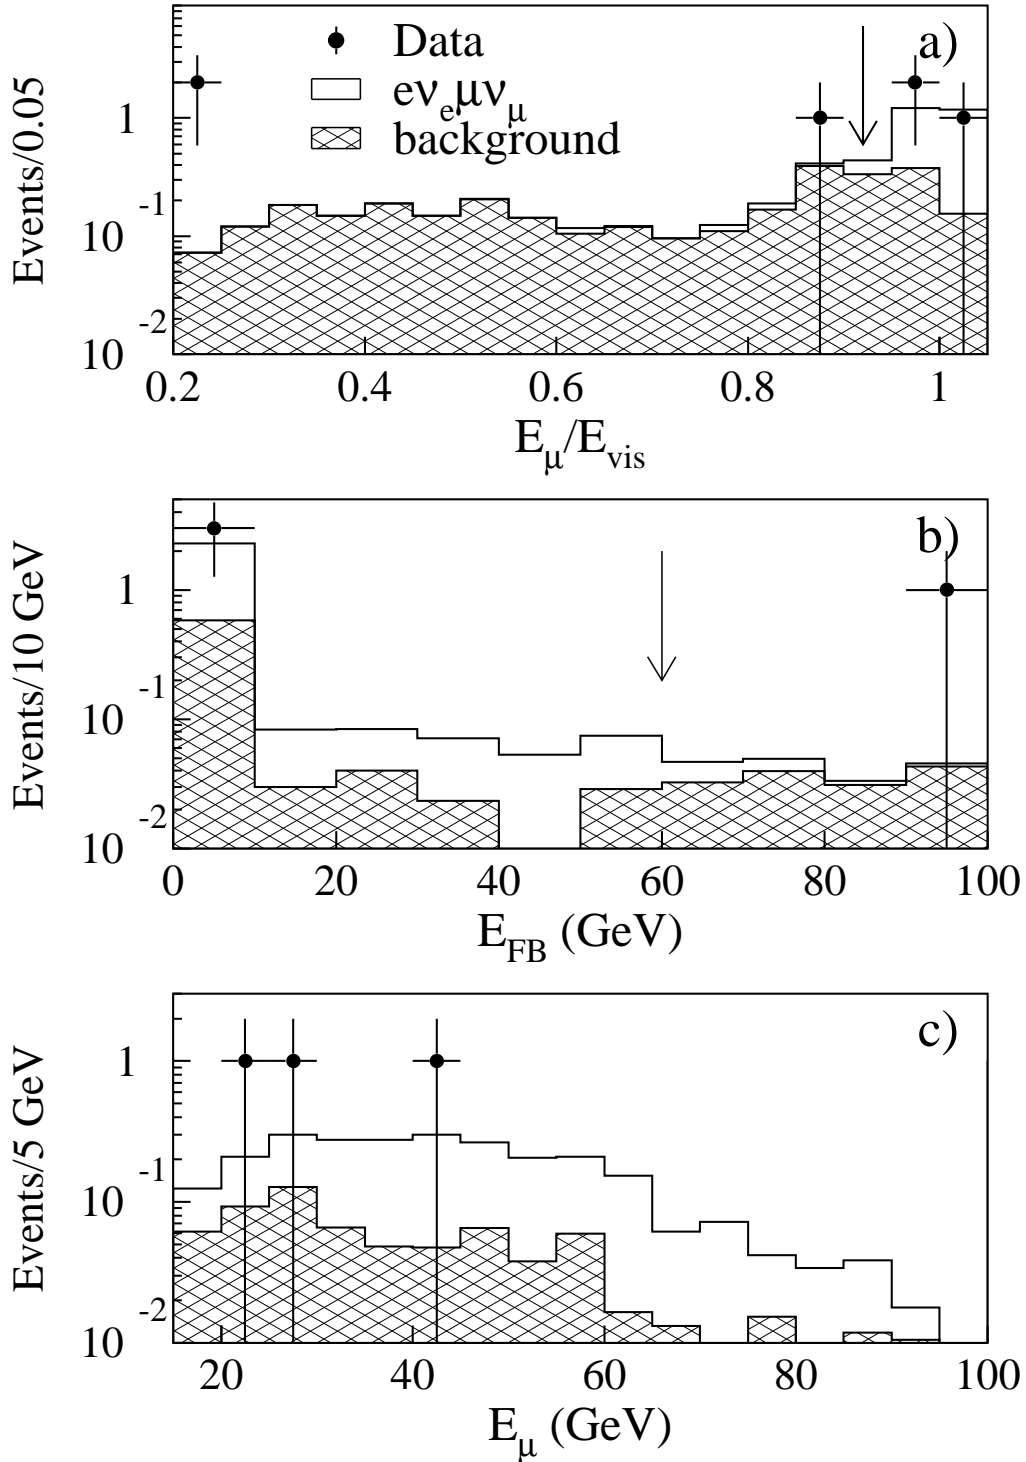 a)
Data
eν_e μν_μ
background
Events/0.05
1
10^-1
10^-2
0.2 0.4 0.6 0.8 1
E_μ/E_vis
b)
Events/10 GeV
1
10^-1
10^-2
0 20 40 60 80 100
E_FB (GeV)
c)
Events/5 GeV
1
10^-1
10^-2
20 40 60 80 100
E_μ (GeV)